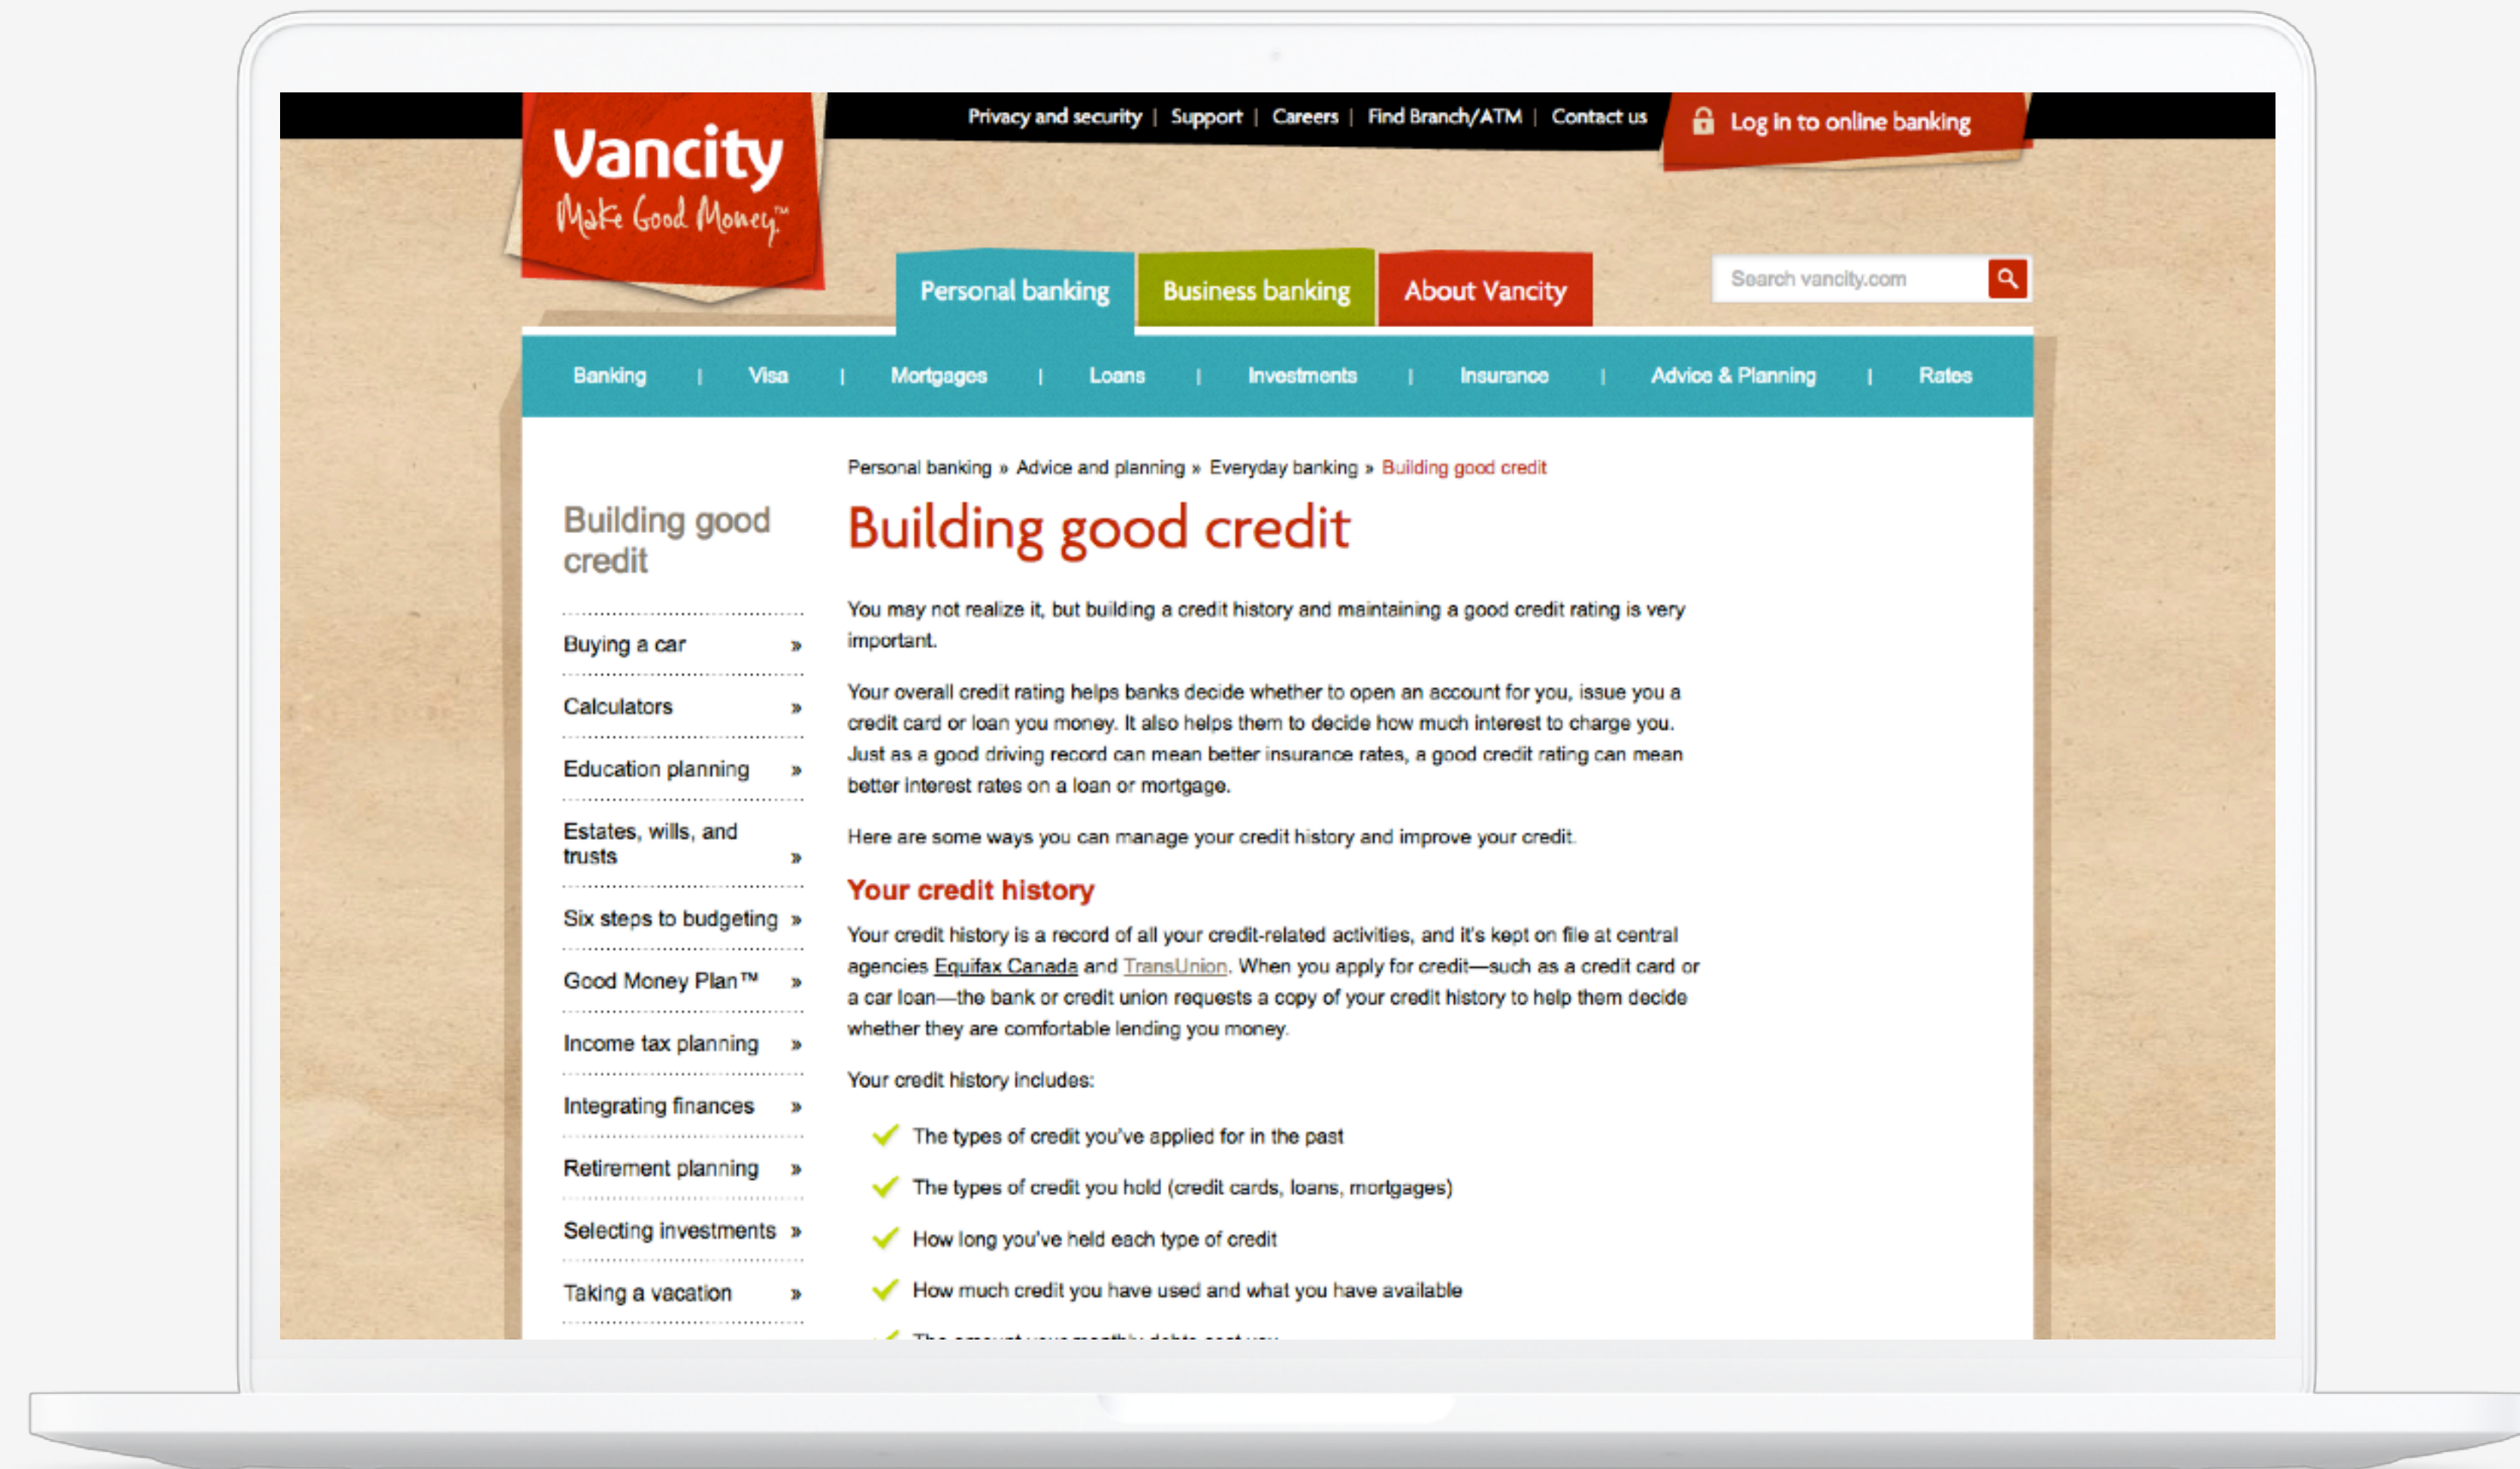 Privacy and security | Support | Careers | Find Branch/ATM | Contact us
Log in to online banking
Vancity
Make Good Money.™
Personal banking
Business banking
About Vancity
Search vancity.com
Banking | Visa | Mortgages | Loans | Investments | Insurance | Advice & Planning | Rates
Personal banking » Advice and planning » Everyday banking » Building good credit
Building good
credit
Buying a car »
Calculators »
Education planning »
Estates, wills, and
trusts »
Six steps to budgeting »
Good Money Plan™ »
Income tax planning »
Integrating finances »
Retirement planning »
Selecting investments »
Taking a vacation »
Building good credit
You may not realize it, but building a credit history and maintaining a good credit rating is very
important.
Your overall credit rating helps banks decide whether to open an account for you, issue you a
credit card or loan you money. It also helps them to decide how much interest to charge you.
Just as a good driving record can mean better insurance rates, a good credit rating can mean
better interest rates on a loan or mortgage.
Here are some ways you can manage your credit history and improve your credit.
Your credit history
Your credit history is a record of all your credit-related activities, and it's kept on file at central
agencies Equifax Canada and TransUnion. When you apply for credit—such as a credit card or
a car loan—the bank or credit union requests a copy of your credit history to help them decide
whether they are comfortable lending you money.
Your credit history includes:
The types of credit you've applied for in the past
The types of credit you hold (credit cards, loans, mortgages)
How long you've held each type of credit
How much credit you have used and what you have available
The amount your monthly debts cost you